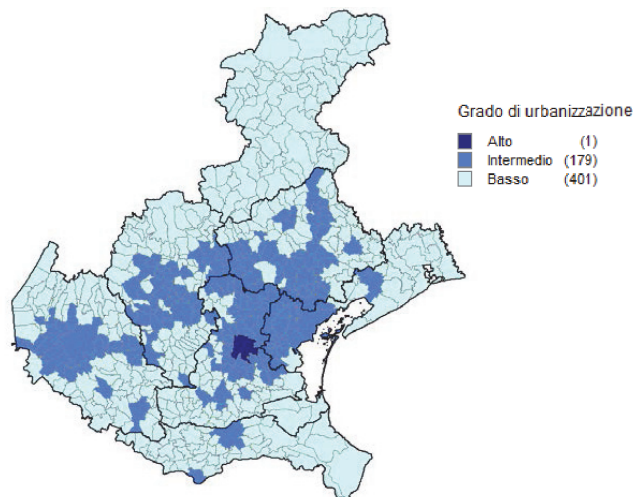 Grado di urbanizzazione
Alto (1)
Intermedio (179)
Basso (401)